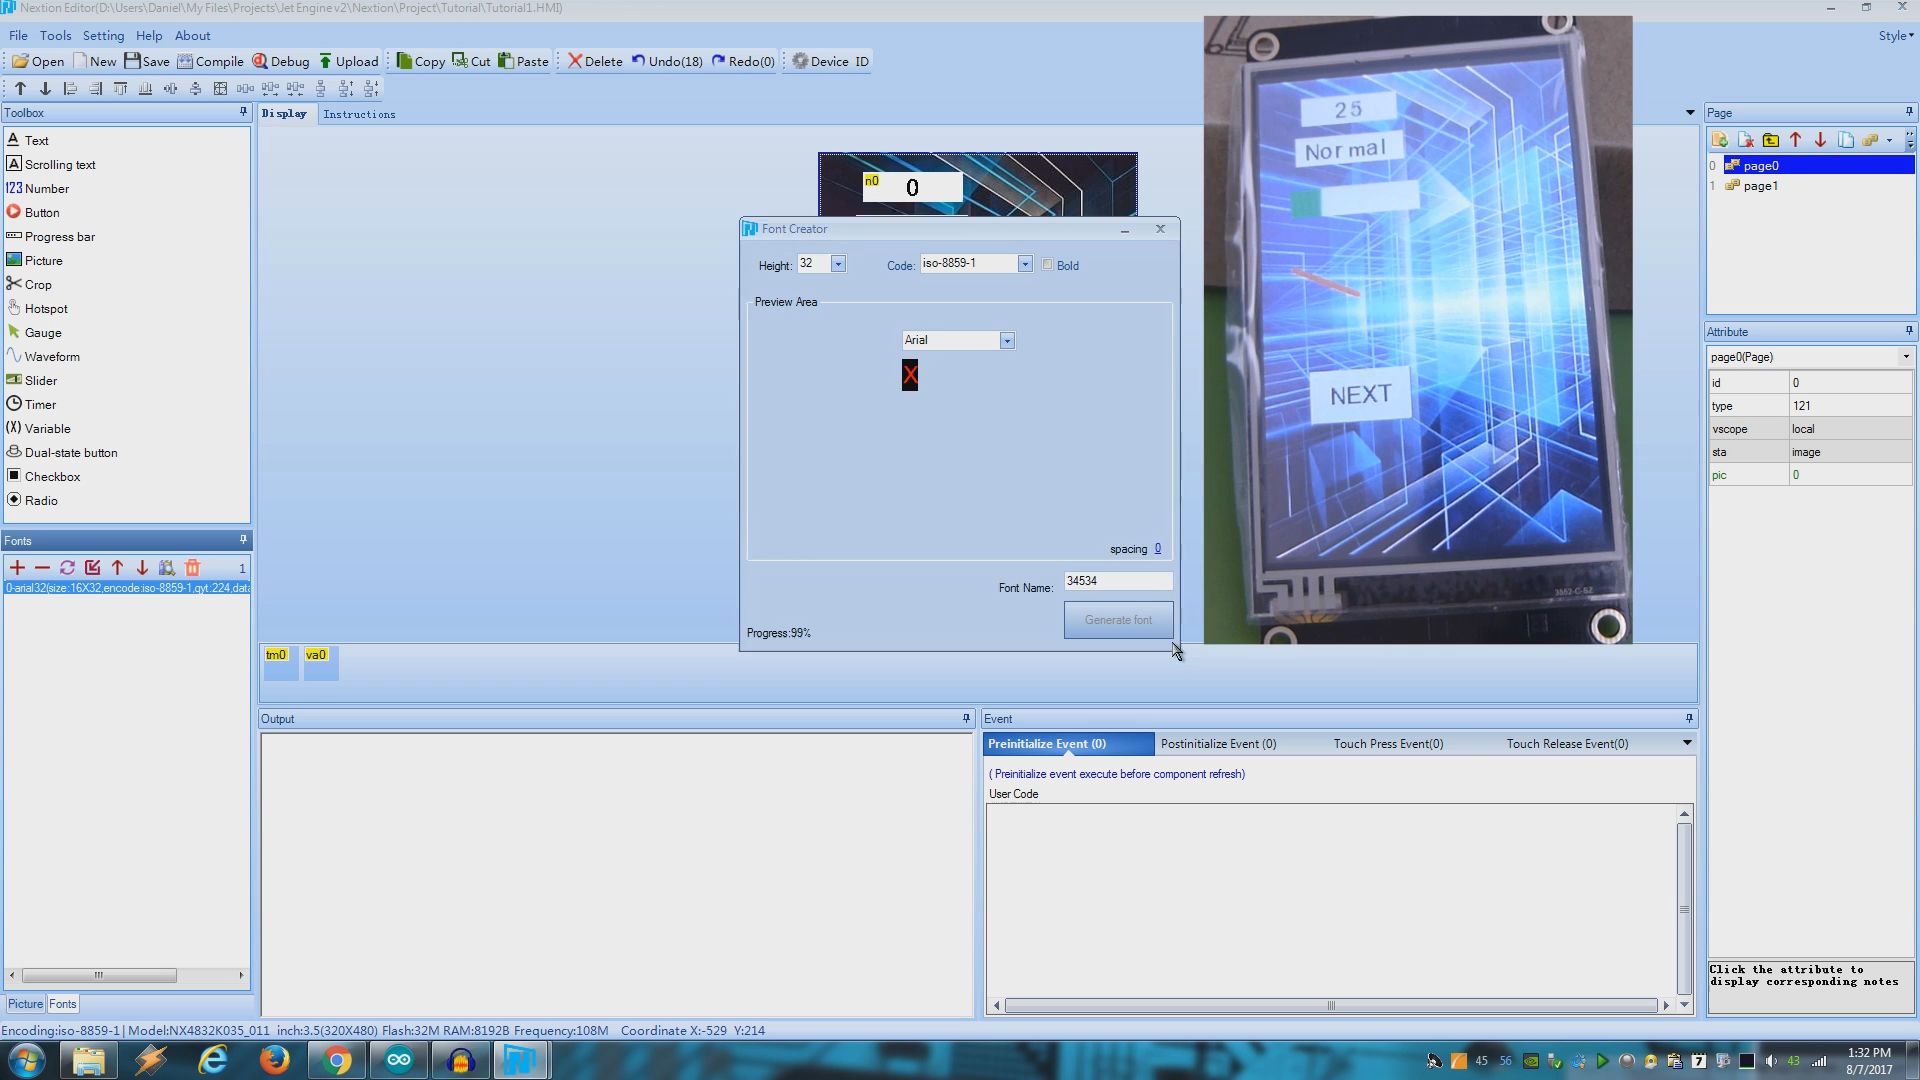 Nextion Editor(D:\Users\Daniel\My Files\Projects\Jet Engine v2\Nextion\Project\Tutorial\Tutorial1.HMI)
File Tools Setting Help About
Style
Open New Save Compile Debug Upload Copy Cut Paste Delete Undo(18) Redo(0) Device ID
Toolbox
Display Instructions
Page
Text
Scrolling text
123 Number
Button
Progress bar
Picture
Crop
Hotspot
Gauge
Waveform
Slider
Timer
(X) Variable
Dual-state button
Checkbox
Radio
Fonts
1
0-arial32(size:16X32,encode:iso-8859-1,qyt:224,data
Picture Fonts
n0 0
Font Creator
Height: 32 Code: iso-8859-1 Bold
Preview Area
Arial
X
spacing 0
Font Name: 34534
Generate font
Progress:99%
tm0 va0
25
Normal
NEXT
0 page0
1 page1
Attribute
page0(Page)
id 0
type 121
vscope local
sta image
pic 0
Click the attribute to
display corresponding notes
Output
Event
Preinitialize Event (0) Postinitialize Event (0) Touch Press Event(0) Touch Release Event(0)
( Preinitialize event execute before component refresh)
User Code
Encoding:iso-8859-1| Model:NX4832K035_011 inch:3.5(320X480) Flash:32M RAM:8192B Frequency:108M Coordinate X:-529 Y:214
45 56 7 43
1:32 PM
8/7/2017